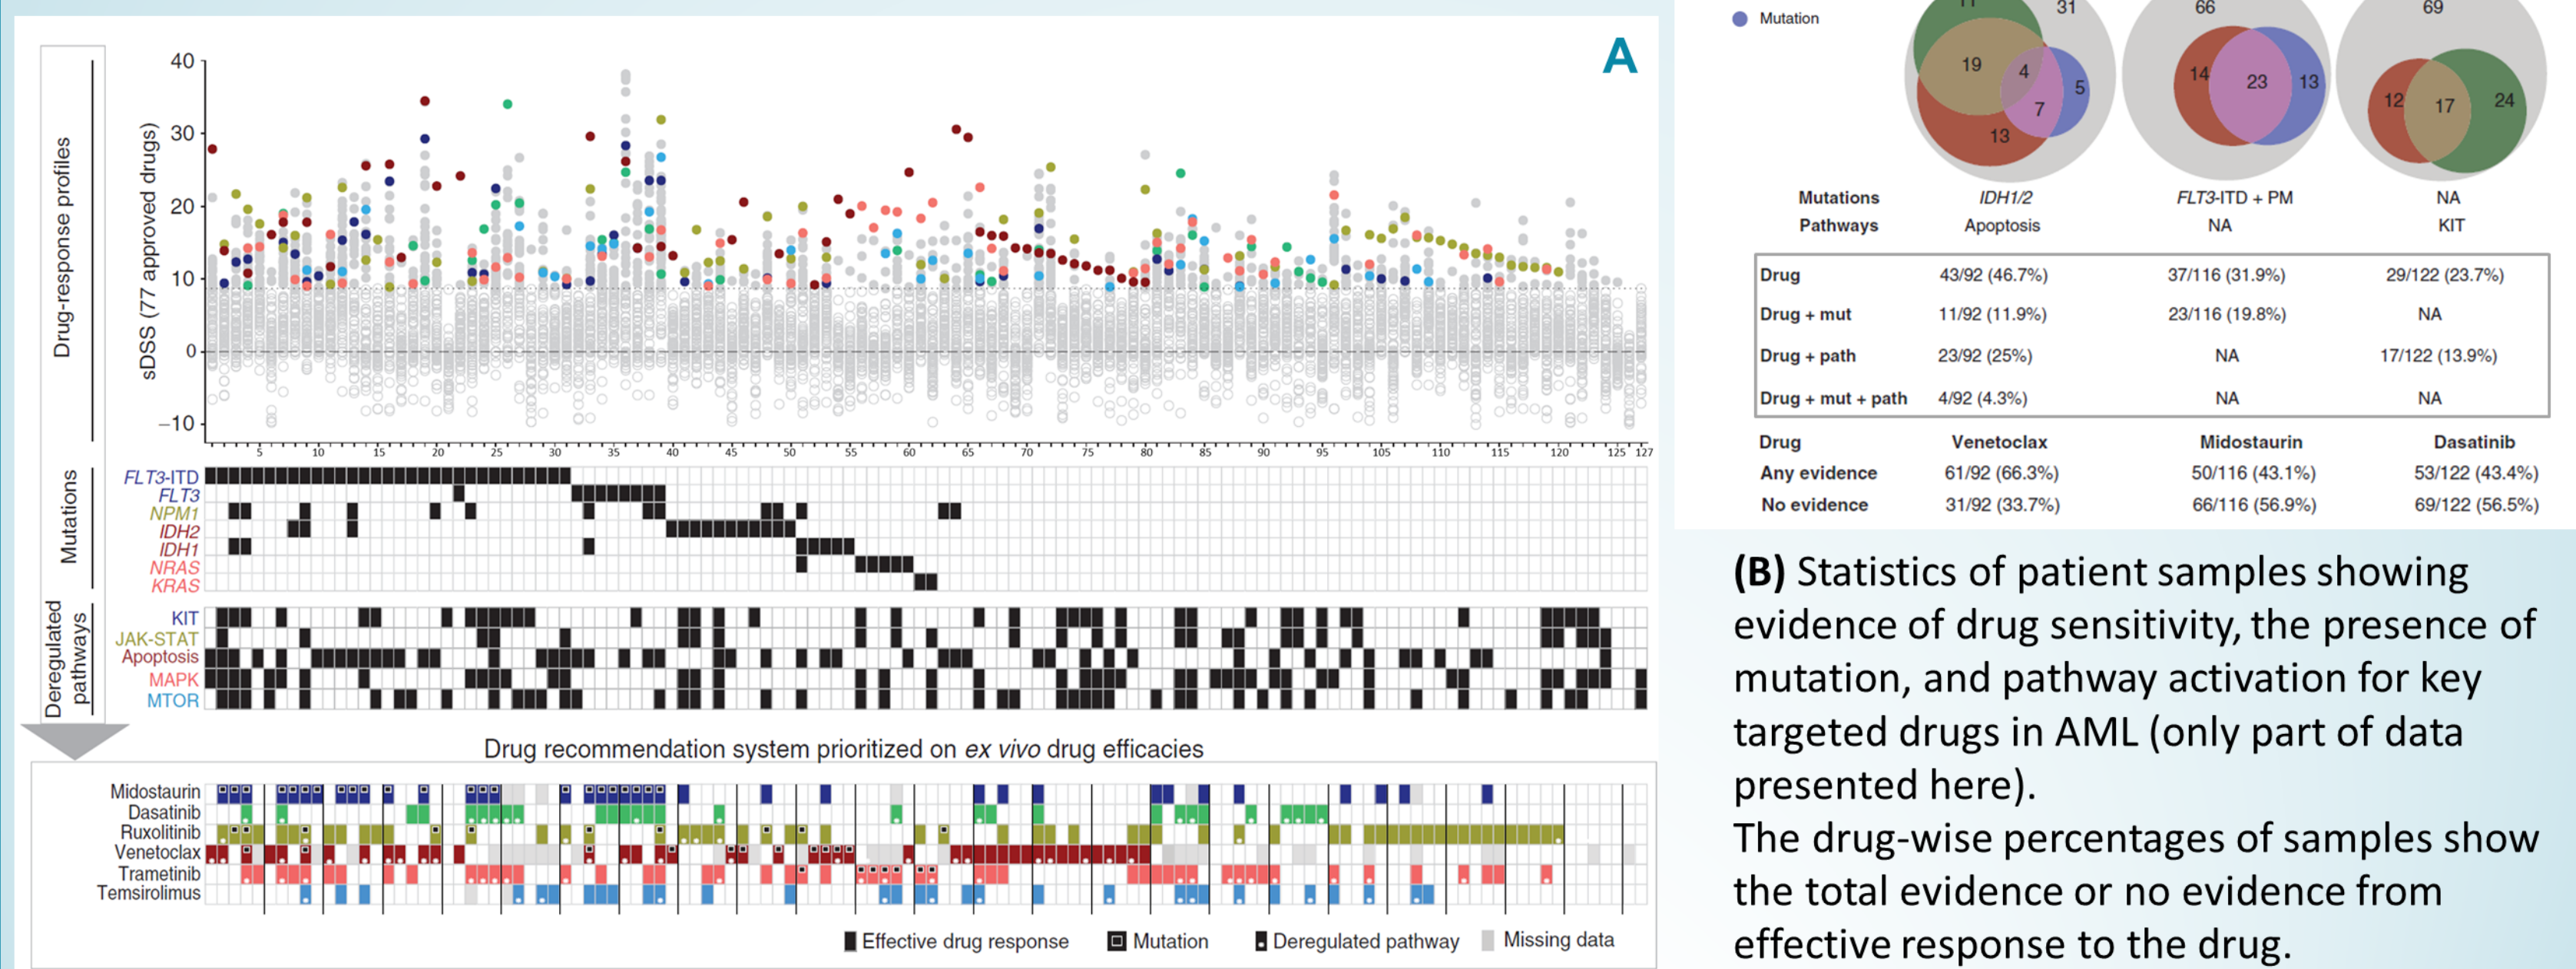 A
Drug-response profiles
sDSS (77 approved drugs)
40
30
20
10
0
−10
5 10 15 20 25 30 35 40 45 50 55 60 65 70 75 80 85 90 95 105 110 115 120 125 127
Mutations
FLT3-ITD
FLT3
NPM1
IDH2
IDH1
NRAS
KRAS
Deregulated
pathways
KIT
JAK-STAT
Apoptosis
MAPK
MTOR
Drug recommendation system prioritized on ex vivo drug efficacies
Midostaurin
Dasatinib
Ruxolitinib
Venetoclax
Trametinib
Temsirolimus
Effective drug response Mutation Deregulated pathway Missing data
Mutation
11 31 66 69
19 4 5 7 13
14 23 13
12 17 24
Mutations IDH1/2 FLT3-ITD + PM NA
Pathways Apoptosis NA KIT
Drug 43/92 (46.7%) 37/116 (31.9%) 29/122 (23.7%)
Drug + mut 11/92 (11.9%) 23/116 (19.8%) NA
Drug + path 23/92 (25%) NA 17/122 (13.9%)
Drug + mut + path 4/92 (4.3%) NA NA
Drug Venetoclax Midostaurin Dasatinib
Any evidence 61/92 (66.3%) 50/116 (43.1%) 53/122 (43.4%)
No evidence 31/92 (33.7%) 66/116 (56.9%) 69/122 (56.5%)
(B) Statistics of patient samples showing
evidence of drug sensitivity, the presence of
mutation, and pathway activation for key
targeted drugs in AML (only part of data
presented here).
The drug-wise percentages of samples show
the total evidence or no evidence from
effective response to the drug.